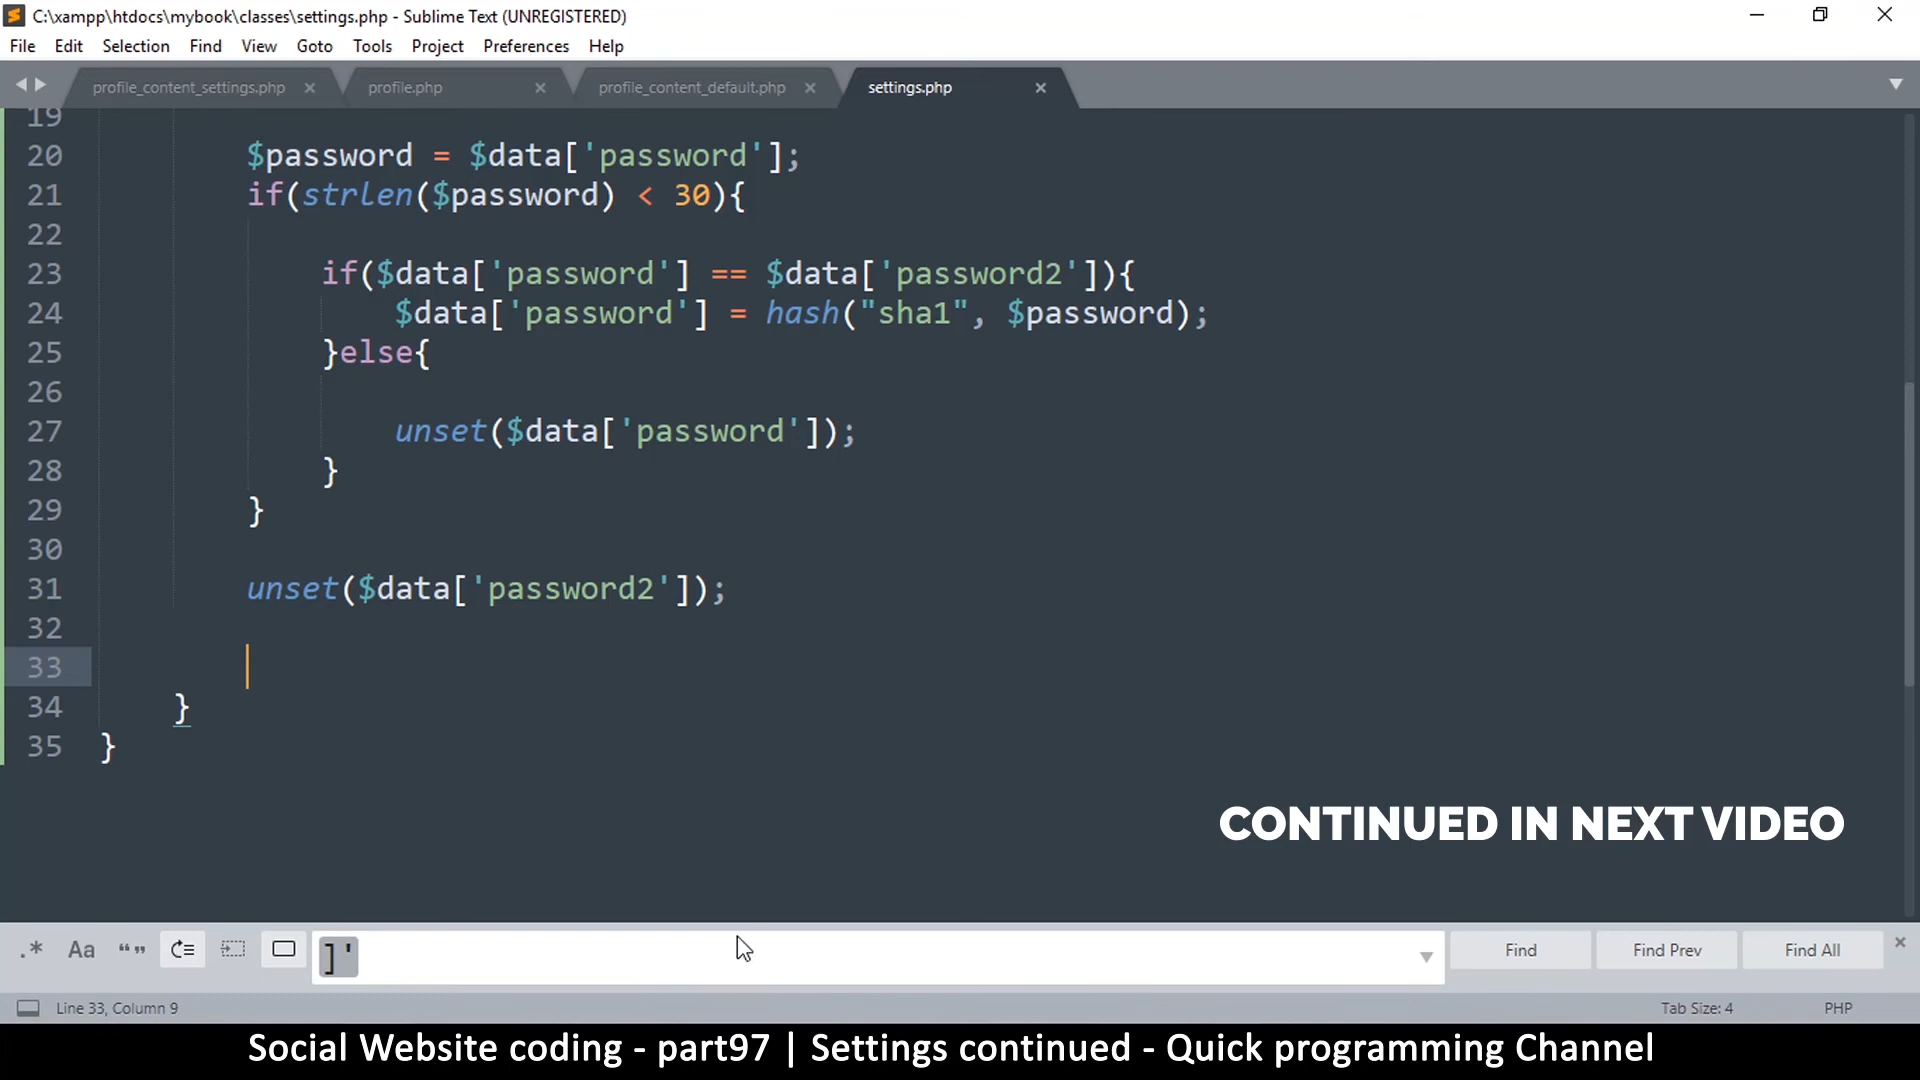 C:\xampp\htdocs\mybook\classes\settings.php - Sublime Text (UNREGISTERED)
File Edit Selection Find View Goto Tools Project Preferences Help
profile_content_settings.php × profile.php × profile_content_default.php × settings.php ×
19
20 $password = $data['password'];
21 if(strlen($password) < 30){
22
23 if($data['password'] == $data['password2']){
24 $data['password'] = hash("sha1", $password);
25 }else{
26
27 unset($data['password']);
28 }
29 }
30
31 unset($data['password2']);
32
33
34 }
35 }
CONTINUED IN NEXT VIDEO
.* Aa “” ]' Find Find Prev Find All ×
Line 33, Column 9 Tab Size: 4 PHP
Social Website coding - part97 | Settings continued - Quick programming Channel